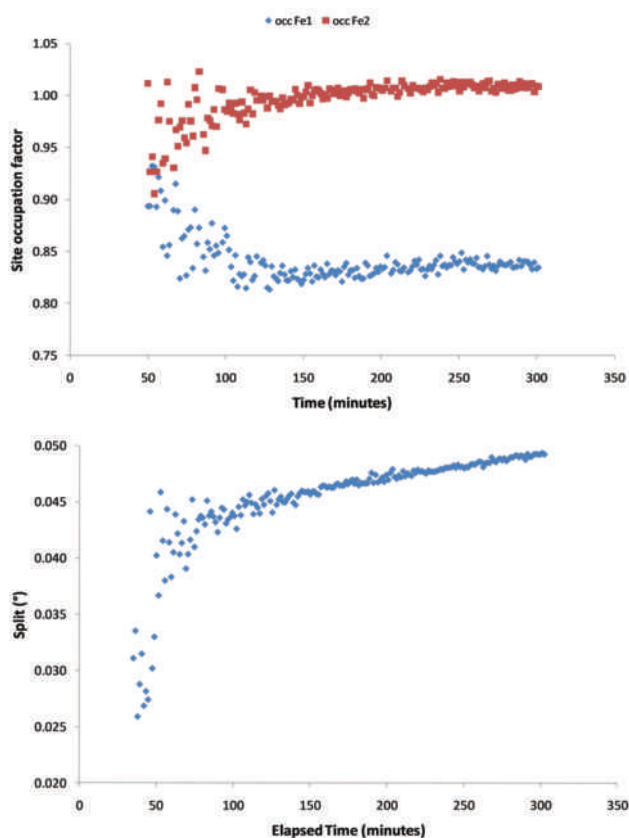 occ Fe1 occ Fe2
1.05
1.00
0.95
0.90
0.85
0.80
0.75
Site occupation factor
0 50 100 150 200 250 300 350
Time (minutes)
0.050
0.045
0.040
0.035
0.030
0.025
0.020
Split (°)
0 50 100 150 200 250 300 350
Elapsed Time (minutes)